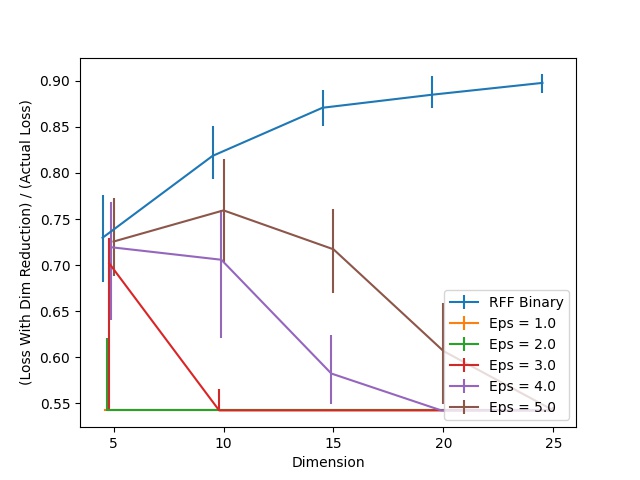 0.90
0.85
0.80
0.75
0.70
0.65
0.60
0.55
(Loss With Dim Reduction) / (Actual Loss)
5
10
15
20
25
Dimension
RFF Binary
Eps = 1.0
Eps = 2.0
Eps = 3.0
Eps = 4.0
Eps = 5.0